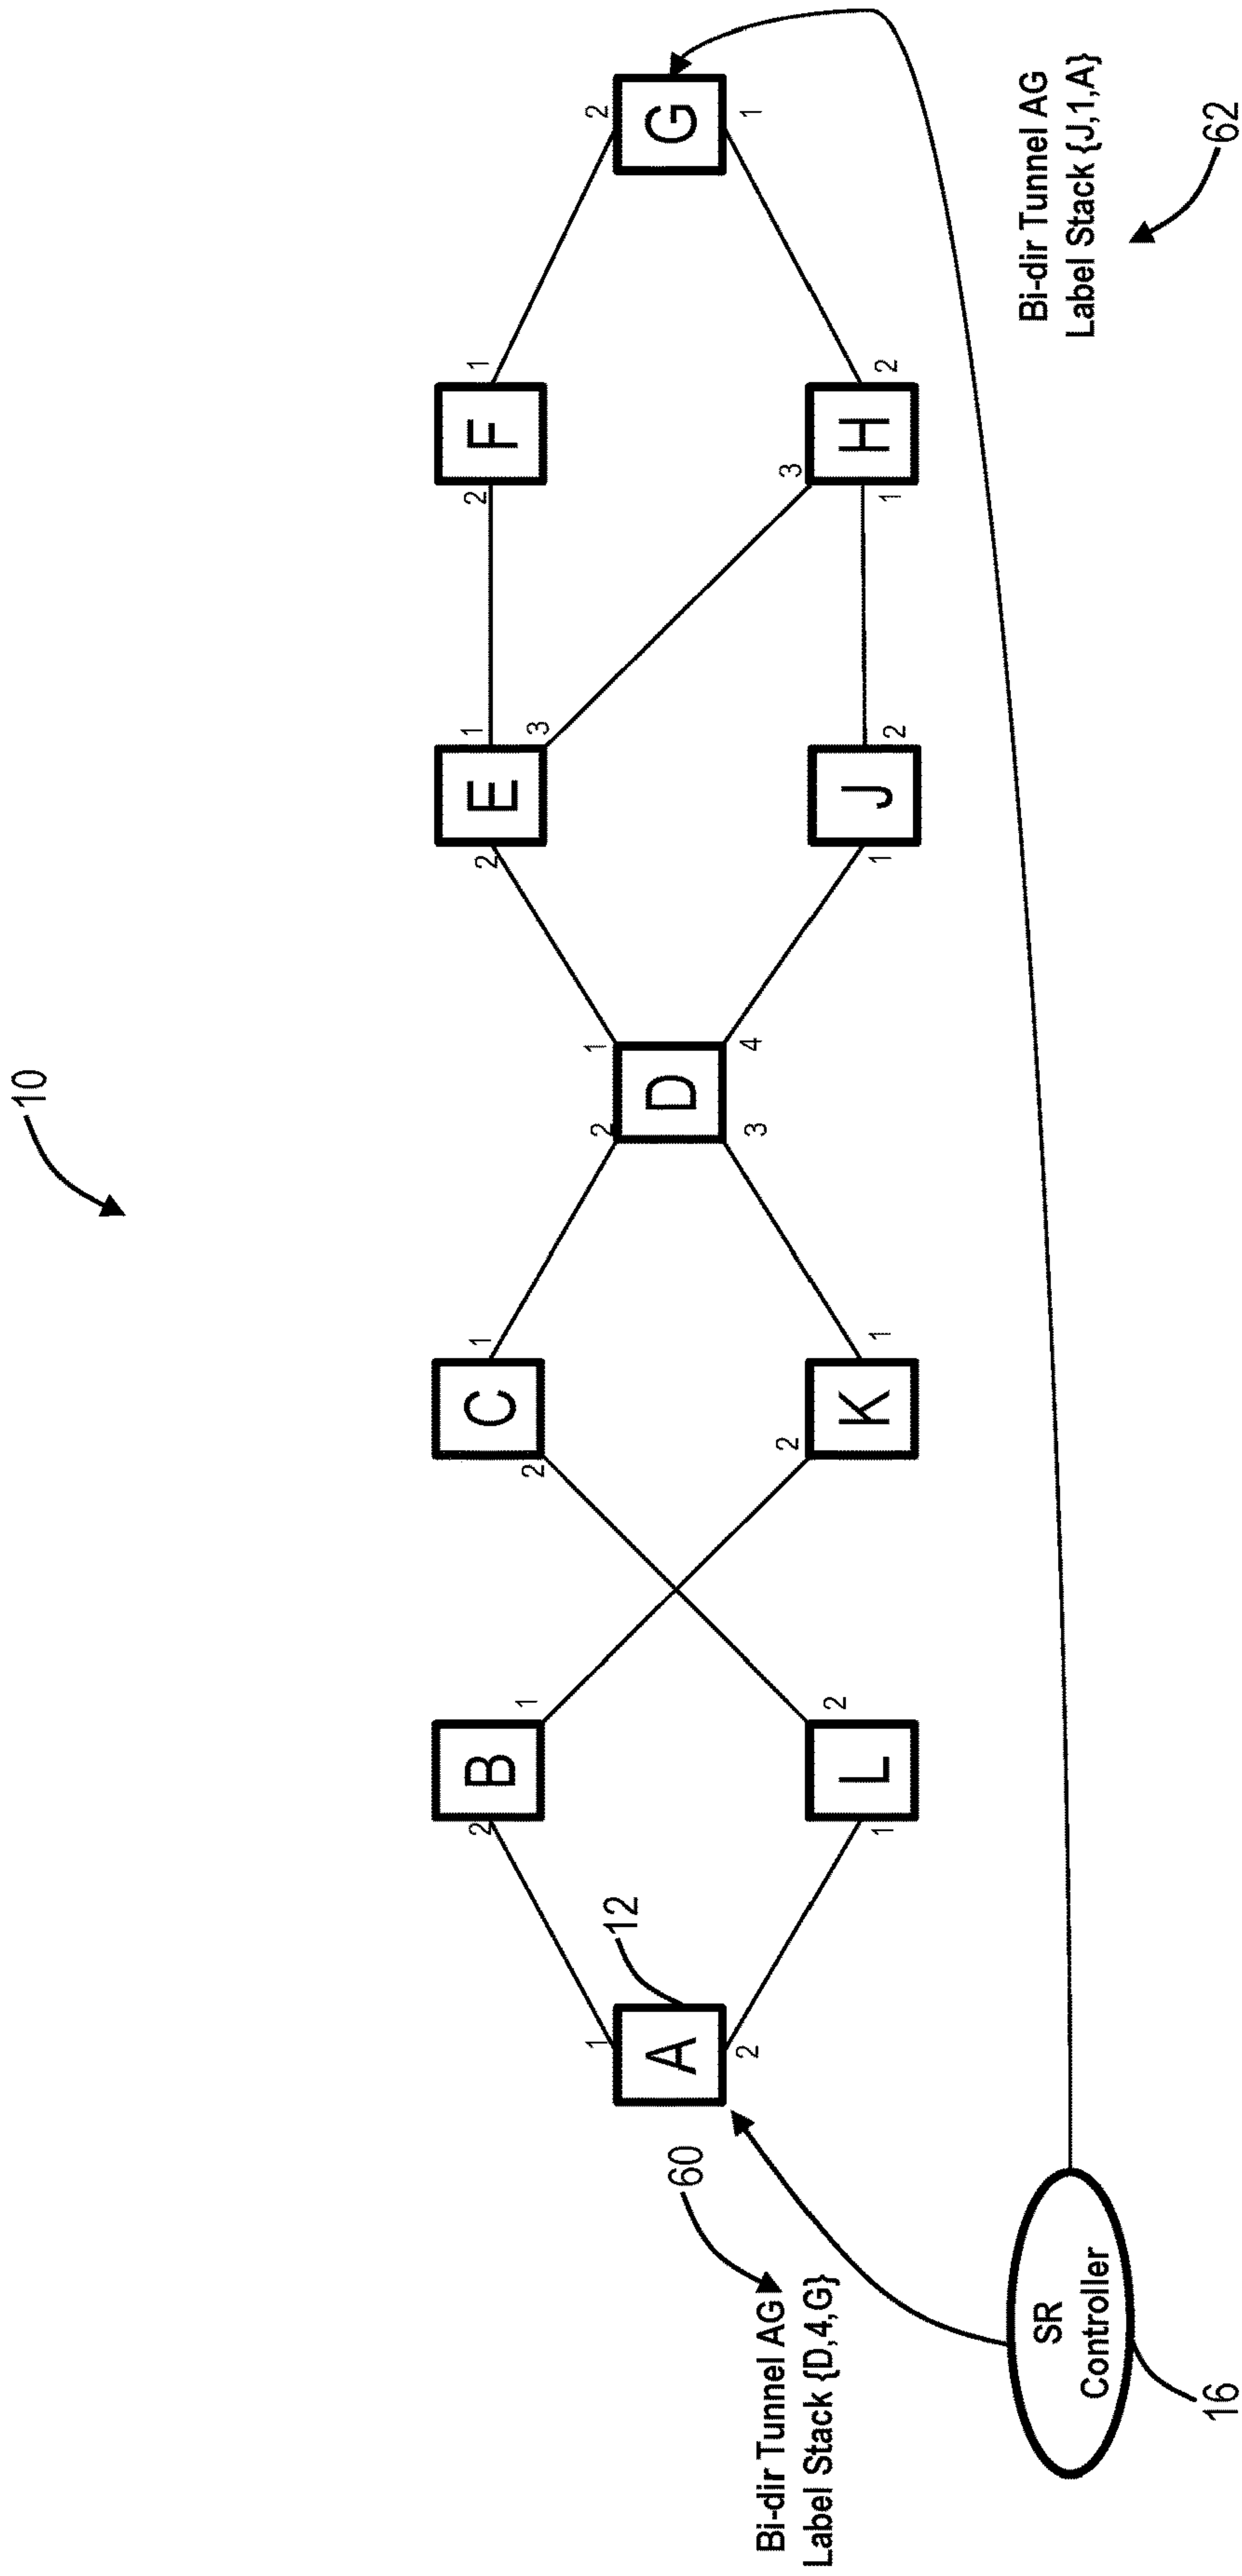 10
B
C
E
F
2
1
1
2
1
2
1
2
1
3
A
12
D
G
1
2
2
1
3
4
2
1
L
K
J
H
1
2
2
1
1
2
3
1
2
60
Bi-dir Tunnel AG
Label Stack {D,4,G}
SR
Controller
16
Bi-dir Tunnel AG
Label Stack {J,1,A}
62